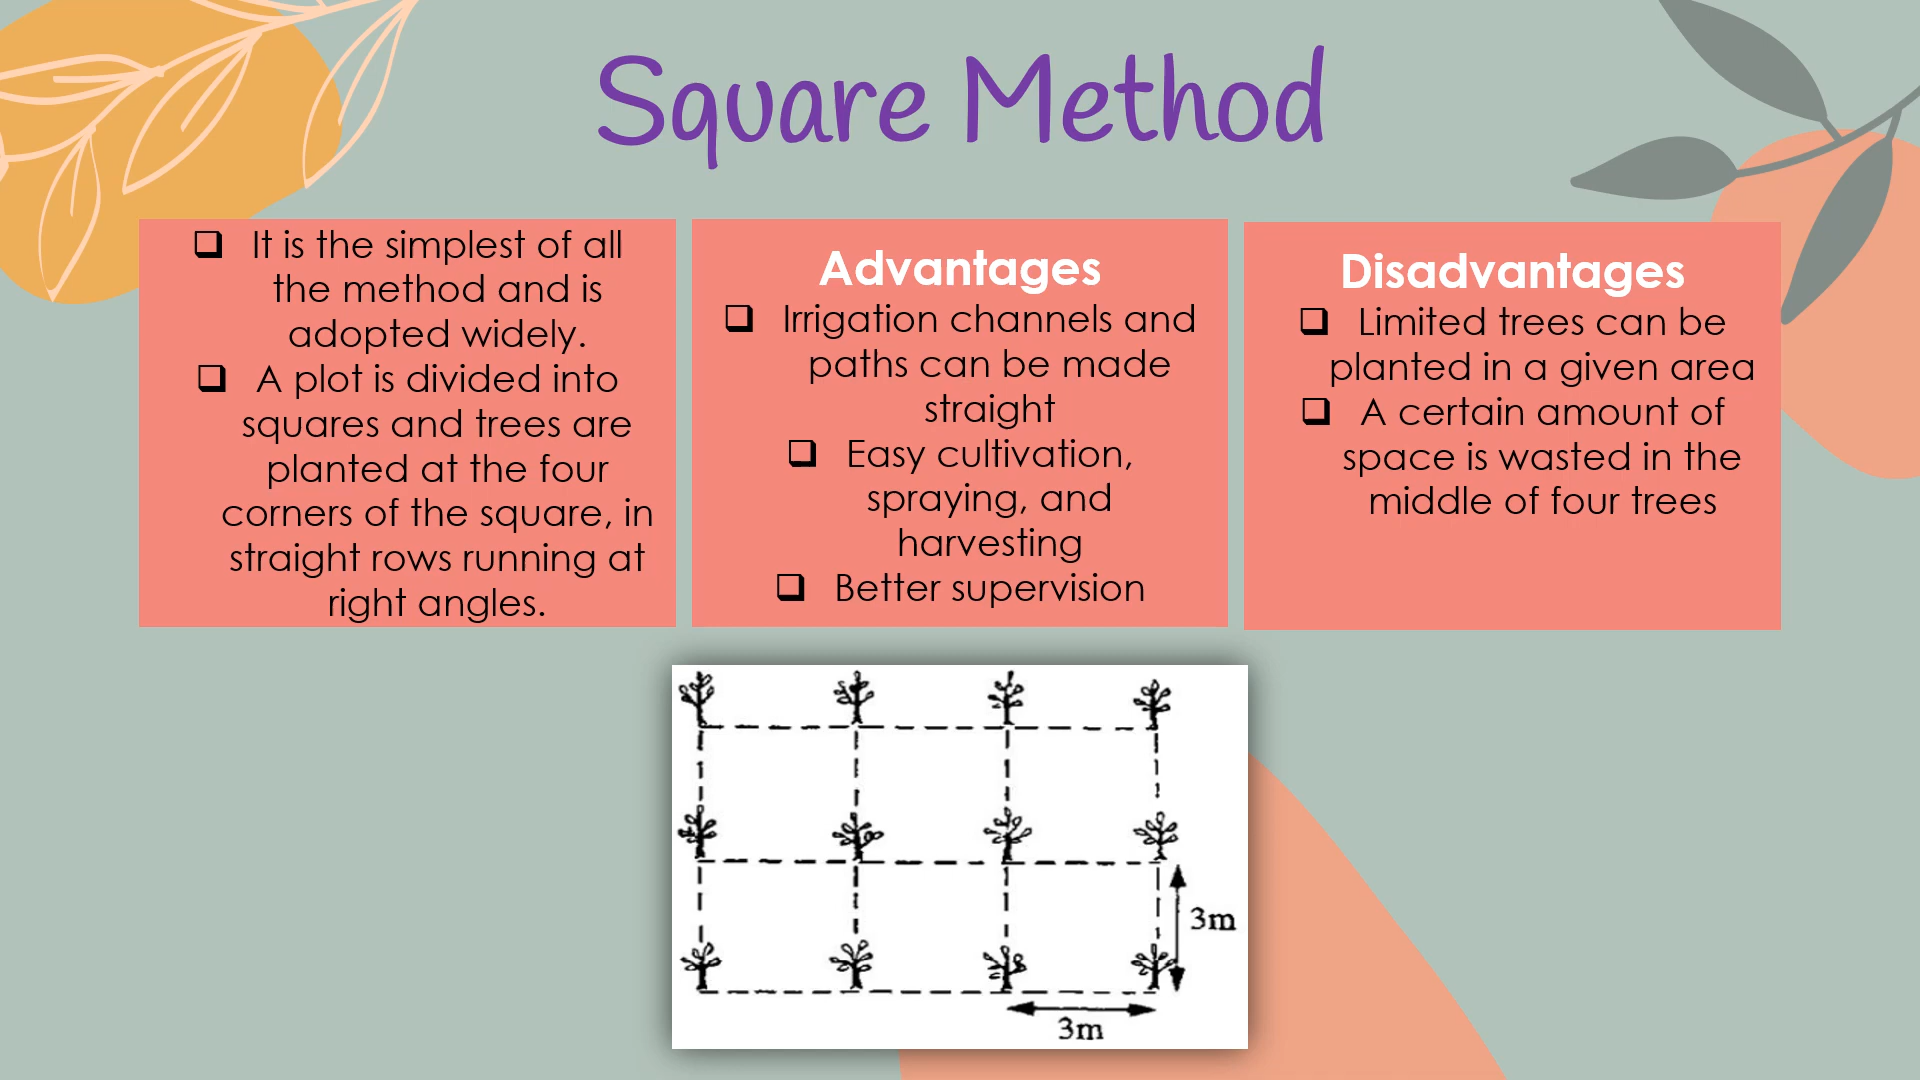 Square Method
❑ It is the simplest of all
the method and is
adopted widely.
❑ A plot is divided into
squares and trees are
planted at the four
corners of the square, in
straight rows running at
right angles.
Advantages
❑ Irrigation channels and
paths can be made
straight
❑ Easy cultivation,
spraying, and
harvesting
❑ Better supervision
Disadvantages
❑ Limited trees can be
planted in a given area
❑ A certain amount of
space is wasted in the
middle of four trees
3m
3m